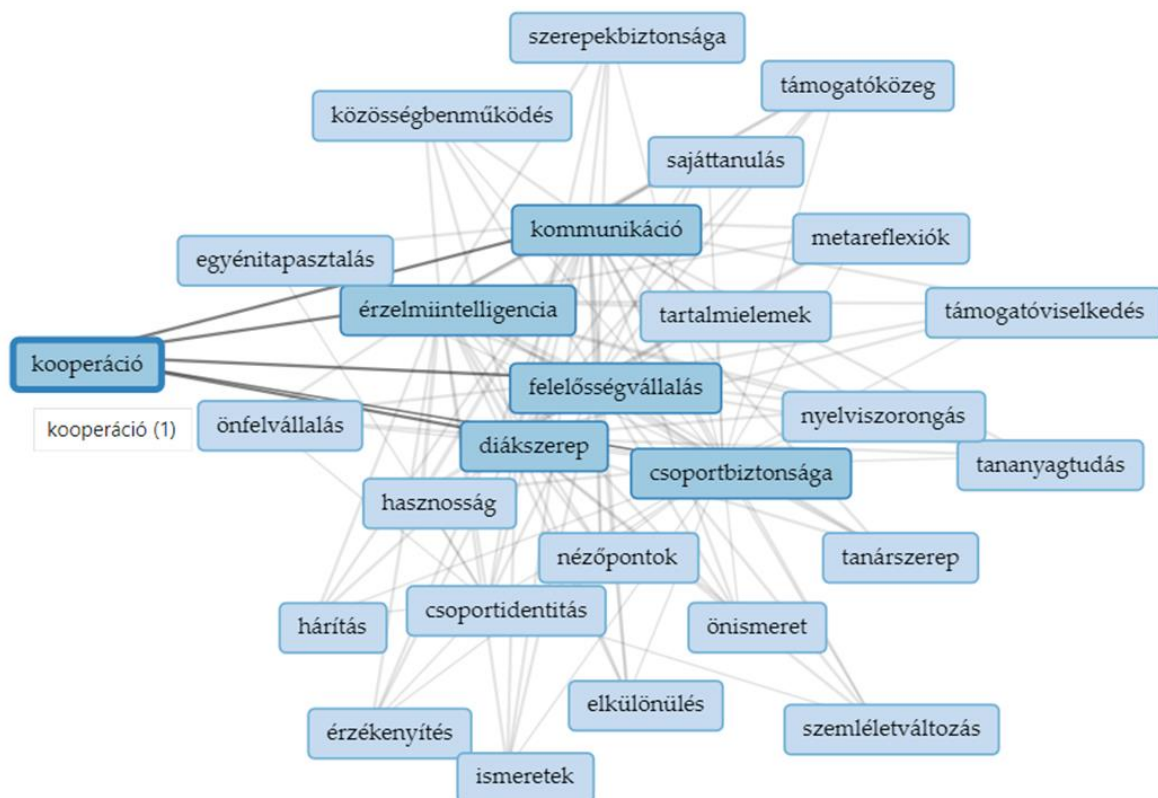 szerepekbiztonsága
támogatóközeg
közösségbenműködés
sajáttanulás
kommunikáció
metareflexiók
egyénitapasztalás
érzelmiintelligencia
tartalmielemek
támogatóviselkedés
kooperáció
felelősségvállalás
kooperáció (1)
önfelvállalás
nyelviszorongás
diákszerep
csoportbiztonsága
tananyagtudás
hasznosság
nézőpontok
tanárszerep
csoportidentitás
hárítás
önismeret
elkülönülés
szemléletváltozás
érzékenyítés
ismeretek